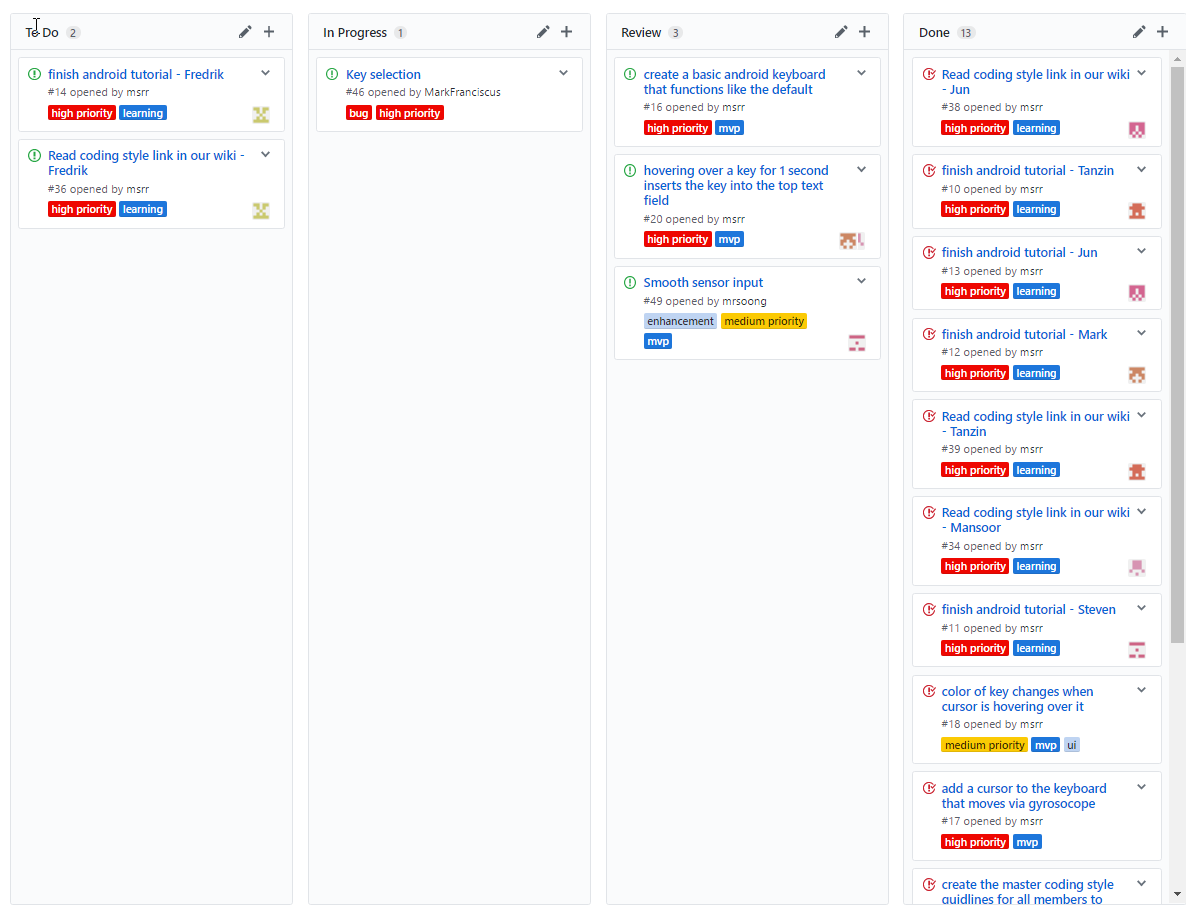 To Do 2
finish android tutorial - Fredrik
#14 opened by msrr
high priority learning
Read coding style link in our wiki -
Fredrik
#36 opened by msrr
high priority learning
In Progress 1
Key selection
#46 opened by MarkFranciscus
bug high priority
Review 3
create a basic android keyboard
that functions like the default
#16 opened by msrr
high priority mvp
hovering over a key for 1 second
inserts the key into the top text
field
#20 opened by msrr
high priority mvp
Smooth sensor input
#49 opened by mrsoong
enhancement medium priority
mvp
Done 13
Read coding style link in our wiki
- Jun
#38 opened by msrr
high priority learning
finish android tutorial - Tanzin
#10 opened by msrr
high priority learning
finish android tutorial - Jun
#13 opened by msrr
high priority learning
finish android tutorial - Mark
#12 opened by msrr
high priority learning
Read coding style link in our wiki
- Tanzin
#39 opened by msrr
high priority learning
Read coding style link in our wiki
- Mansoor
#34 opened by msrr
high priority learning
finish android tutorial - Steven
#11 opened by msrr
high priority learning
color of key changes when
cursor is hovering over it
#18 opened by msrr
medium priority mvp ui
add a cursor to the keyboard
that moves via gyrosocope
#17 opened by msrr
high priority mvp
create the master coding style
guidlines for all members to